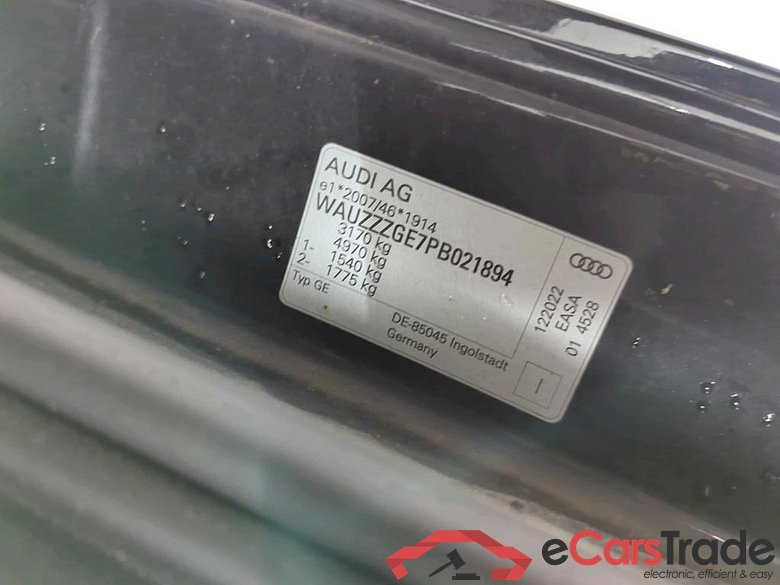 AUDI AG
e1*2007/46*1914
WAUZZZGE7PB021894
3170 kg
4970 kg
1- 1540 kg
2- 1775 kg
Typ GE
DE-85045 Ingolstadt
Germany
122022
EASA
01 4528
I
eCarsTrade
electronic, efficient & easy